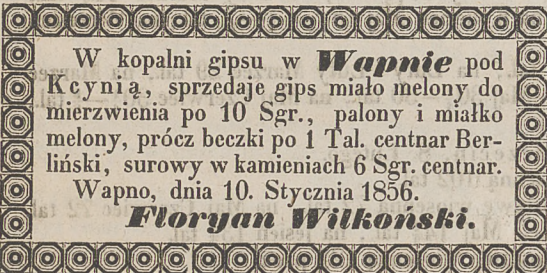 W kopalni gipsu w Wapnie pod
Kcynią, sprzedaje gips miało melony do
mierzwienia po 10 Sgr., palony i miałko
melony, prócz beczki po 1 Tal. centnar Ber-
liński, surowy w kamieniach 6 Sgr. centnar.
Wapno, dnia 10. Stycznia 1856.
Floryan Wilkoński.